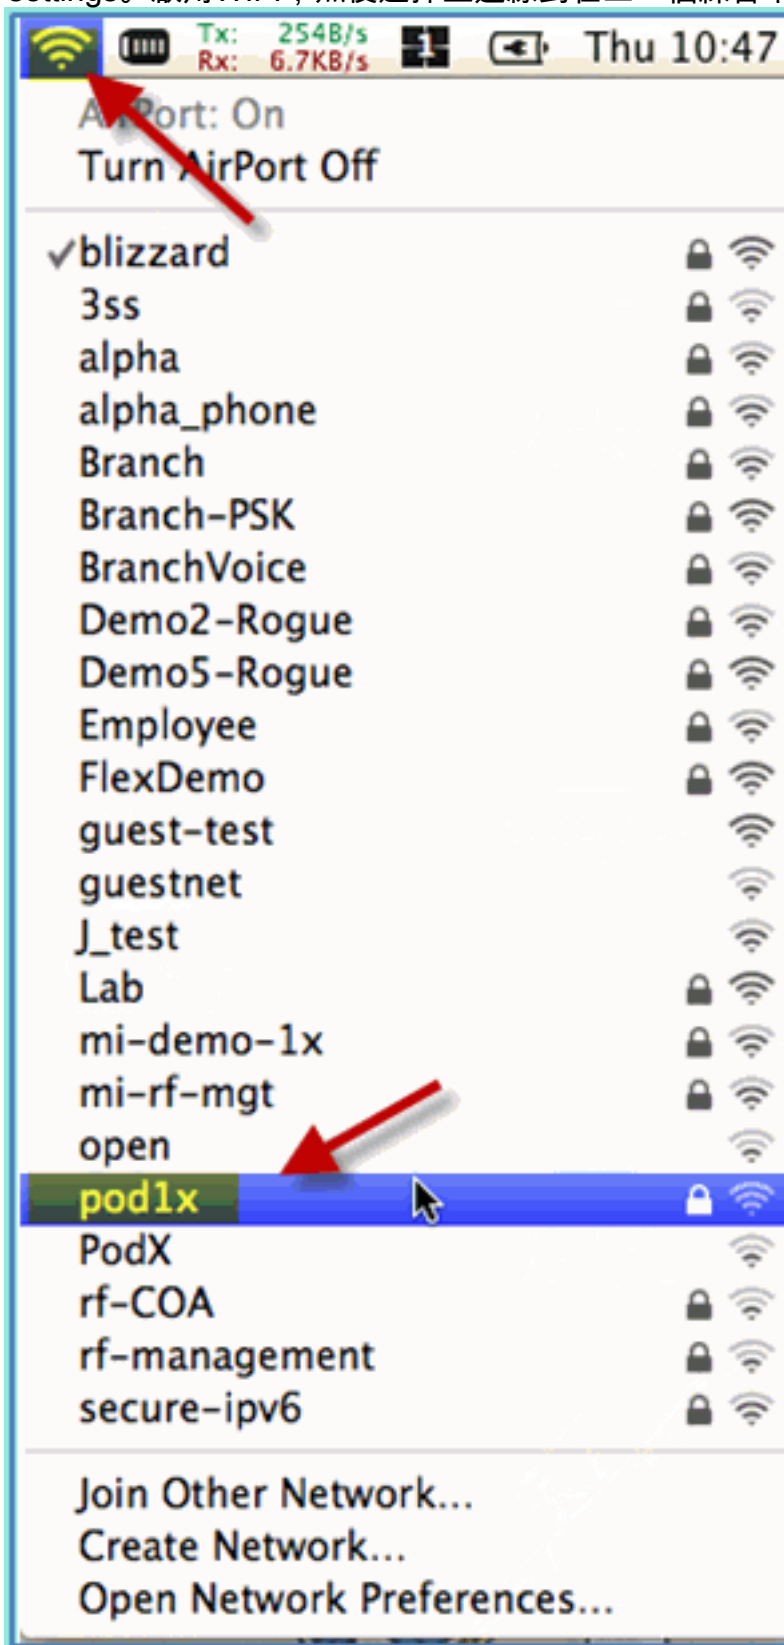 Tx: 254B/s
Rx: 6.7KB/s
1
Thu 10:47
AirPort: On
Turn AirPort Off
✓blizzard
3ss
alpha
alpha_phone
Branch
Branch-PSK
BranchVoice
Demo2-Rogue
Demo5-Rogue
Employee
FlexDemo
guest-test
guestnet
J_test
Lab
mi-demo-1x
mi-rf-mgt
open
pod1x
PodX
rf-COA
rf-management
secure-ipv6
Join Other Network...
Create Network...
Open Network Preferences...